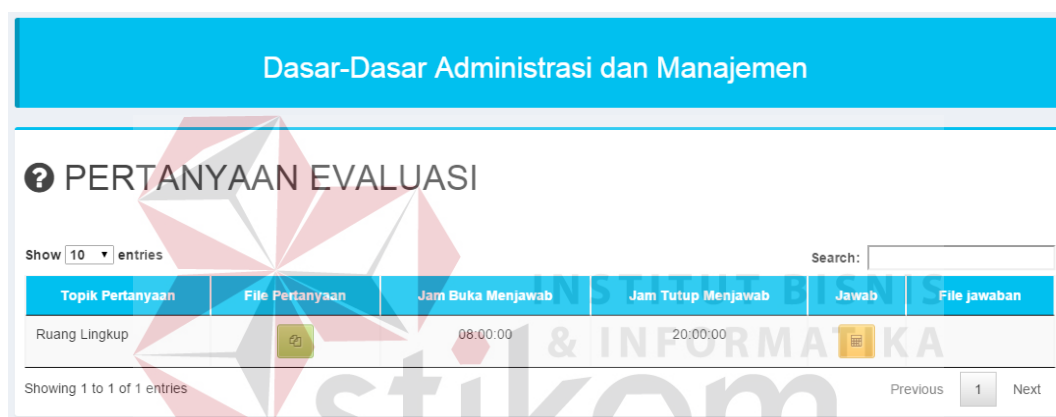 Dasar-Dasar Administrasi dan Manajemen
PERTANYAAN EVALUASI
Show 10 entries
Search:
Topik Pertanyaan File Pertanyaan Jam Buka Menjawab Jam Tutup Menjawab Jawab File jawaban
Ruang Lingkup 08:00:00 20:00:00
Showing 1 to 1 of 1 entries
Previous 1 Next
INSTITUT BISNIS
& INFORMATIKA
stikom